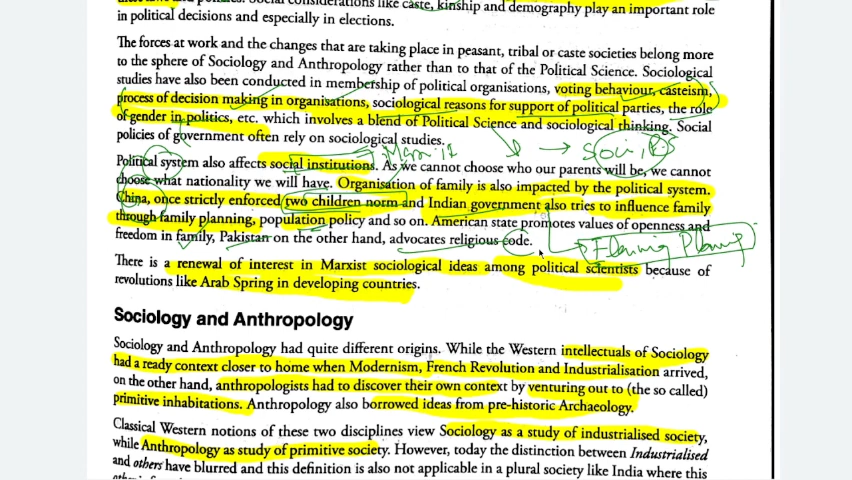 these laws and policies. Social considerations like caste, kinship and demography play an important role
in political decisions and especially in elections.
The forces at work and the changes that are taking place in peasant, tribal or caste societies belong more
to the sphere of Sociology and Anthropology rather than to that of the Political Science. Sociological
studies have also been conducted in membership of political organisations, voting behaviour, casteism,
process of decision making in organisations, sociological reasons for support of political parties, the role
of gender in politics, etc. which involves a blend of Political Science and sociological thinking. Social
policies of government often rely on sociological studies.
Political system also affects social institutions. As we cannot choose who our parents will be, we cannot
choose what nationality we will have. Organisation of family is also impacted by the political system.
China, once strictly enforced two children norm and Indian government also tries to influence family
through family planning, population policy and so on. American state promotes values of openness and
freedom in family, Pakistan on the other hand, advocates religious code.
There is a renewal of interest in Marxist sociological ideas among political scientists because of
revolutions like Arab Spring in developing countries.
Sociology and Anthropology
Sociology and Anthropology had quite different origins. While the Western intellectuals of Sociology
had a ready context closer to home when Modernism, French Revolution and Industrialisation arrived,
on the other hand, anthropologists had to discover their own context by venturing out to (the so called)
primitive inhabitations. Anthropology also borrowed ideas from pre-historic Archaeology.
Classical Western notions of these two disciplines view Sociology as a study of industrialised society,
while Anthropology as study of primitive society. However, today the distinction between Industrialised
and others have blurred and this definition is also not applicable in a plural society like India where this